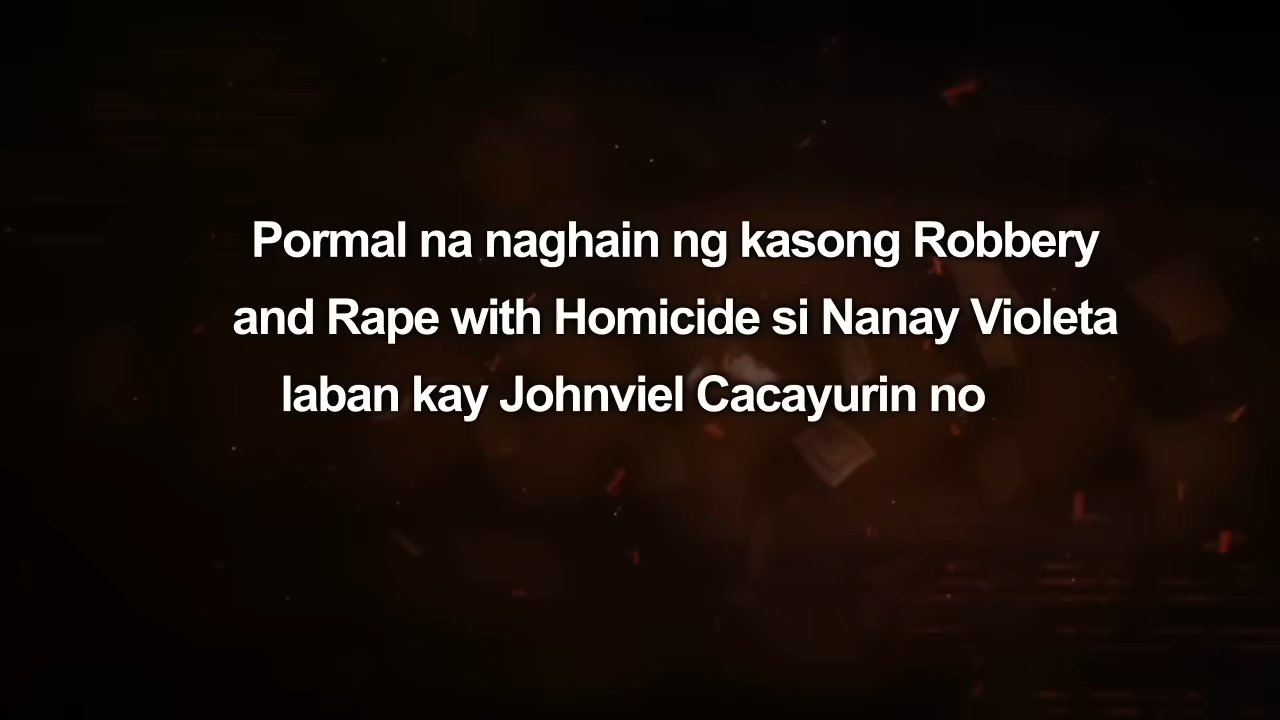 Pormal na naghain ng kasong Robbery
and Rape with Homicide si Nanay Violeta
laban kay Johnviel Cacayurin no